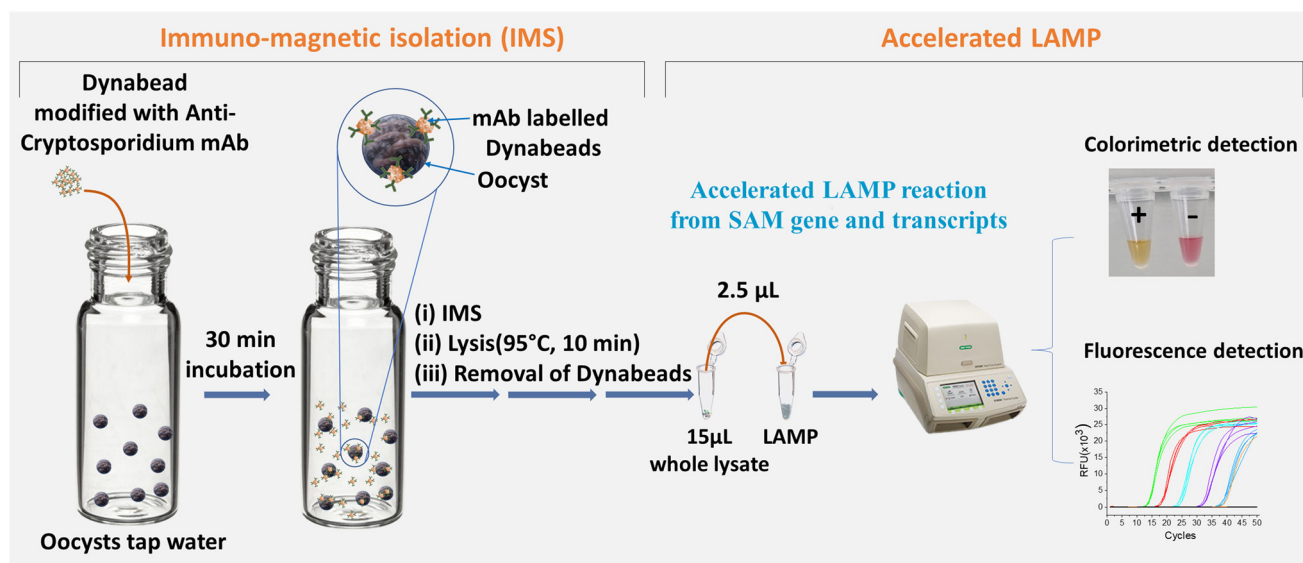 Immuno-magnetic isolation (IMS)
Accelerated LAMP
Dynabead
modified with Anti-
Cryptosporidium mAb
mAb labelled
Dynabeads
Oocyst
30 min
incubation
Oocysts tap water
(i) IMS
(ii) Lysis(95°C, 10 min)
(iii) Removal of Dynabeads
Accelerated LAMP reaction
from SAM gene and transcripts
2.5 µL
15µL
whole lysate
LAMP
Colorimetric detection
+
-
Fluorescence detection
RFU(x10³)
35
30
25
20
15
10
5
0
0 5 10 15 20 25 30 35 40 45 50
Cycles